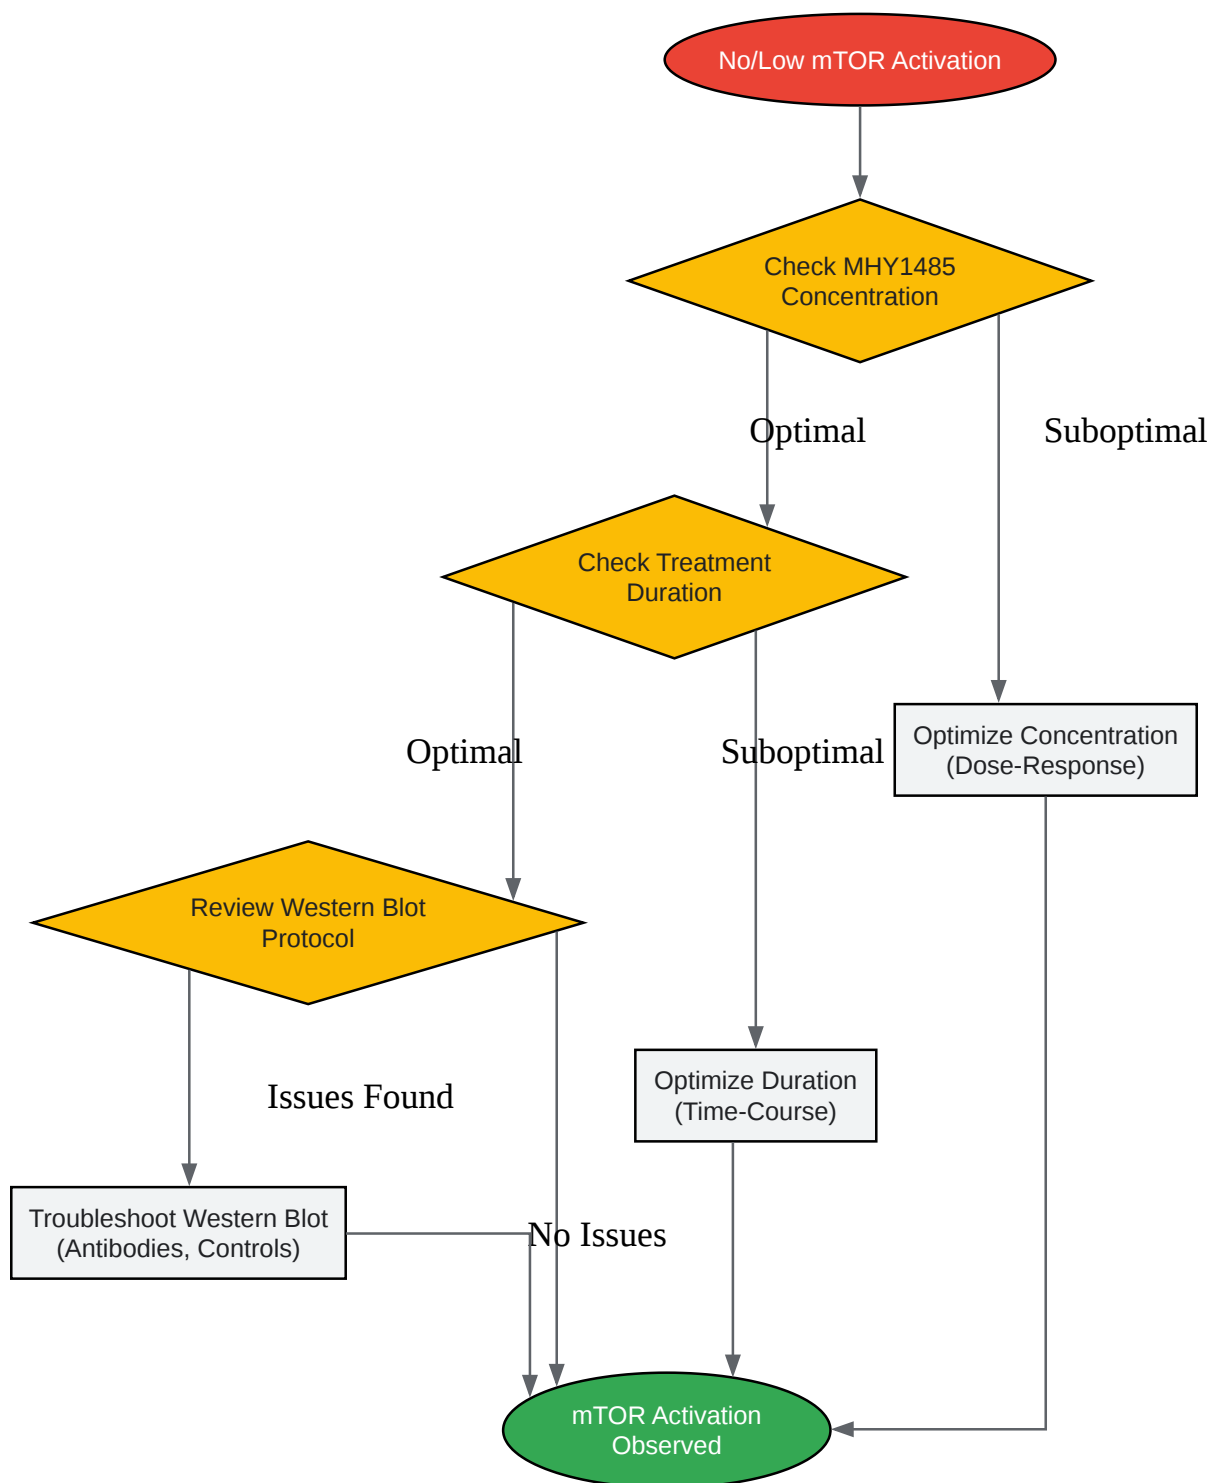 No/Low mTOR Activation
Check MHY1485
Concentration
Optimal
Suboptimal
Check Treatment
Duration
Optimal
Suboptimal
Optimize Concentration
(Dose-Response)
Review Western Blot
Protocol
Issues Found
Optimize Duration
(Time-Course)
Troubleshoot Western Blot
(Antibodies, Controls)
No Issues
mTOR Activation
Observed